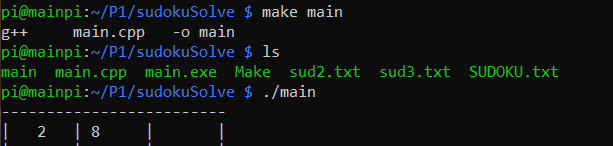 pi@mainpi:~/P1/sudokuSolve $ make main
g++     main.cpp   -o main
pi@mainpi:~/P1/sudokuSolve $ ls
main  main.cpp  main.exe  Make  sud2.txt  sud3.txt  SUDOKU.txt
pi@mainpi:~/P1/sudokuSolve $ ./main
-------------------------
|   2   | 8     |       |